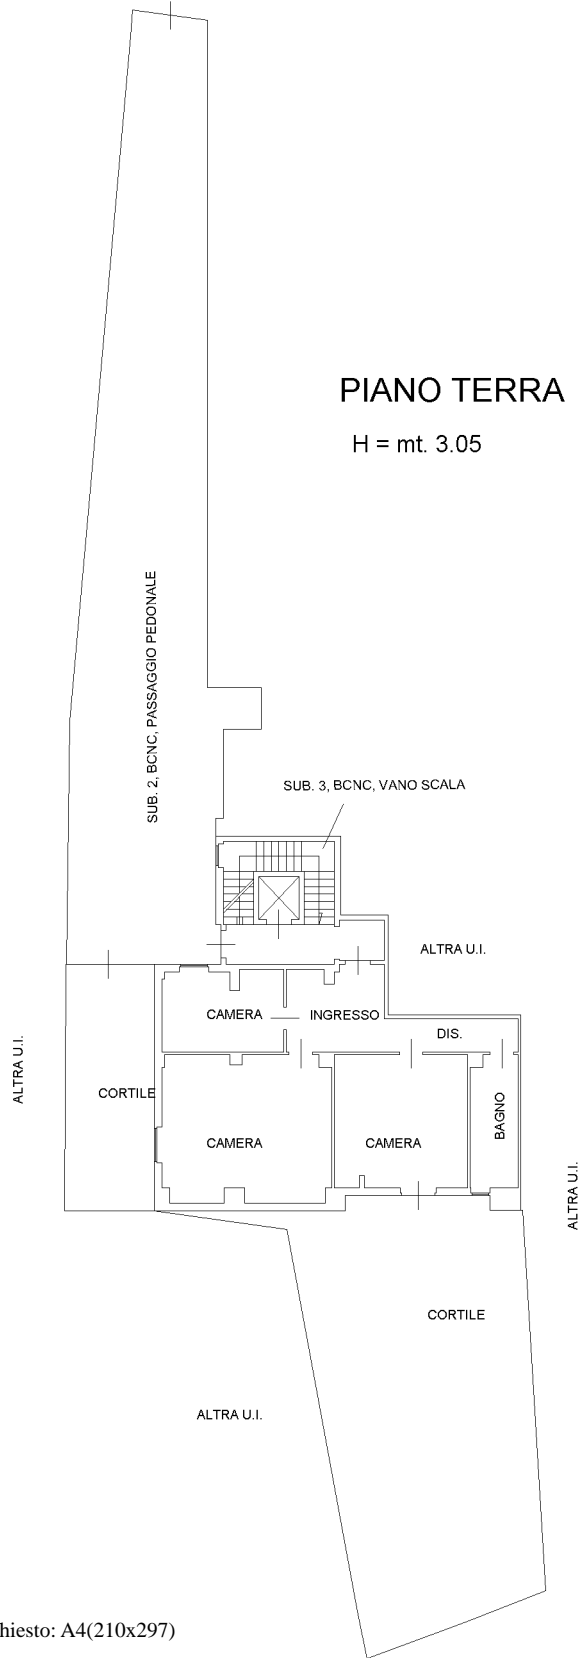 PIANO TERRA
H = mt. 3.05
SUB. 2, BCNC, PASSAGGIO PEDONALE
SUB. 3, BCNC, VANO SCALA
ALTRA U.I.
CAMERA
INGRESSO
DIS.
ALTRA U.I.
CORTILE
BAGNO
CAMERA
CAMERA
ALTRA U.I.
CORTILE
ALTRA U.I.
hiesto: A4(210x297)